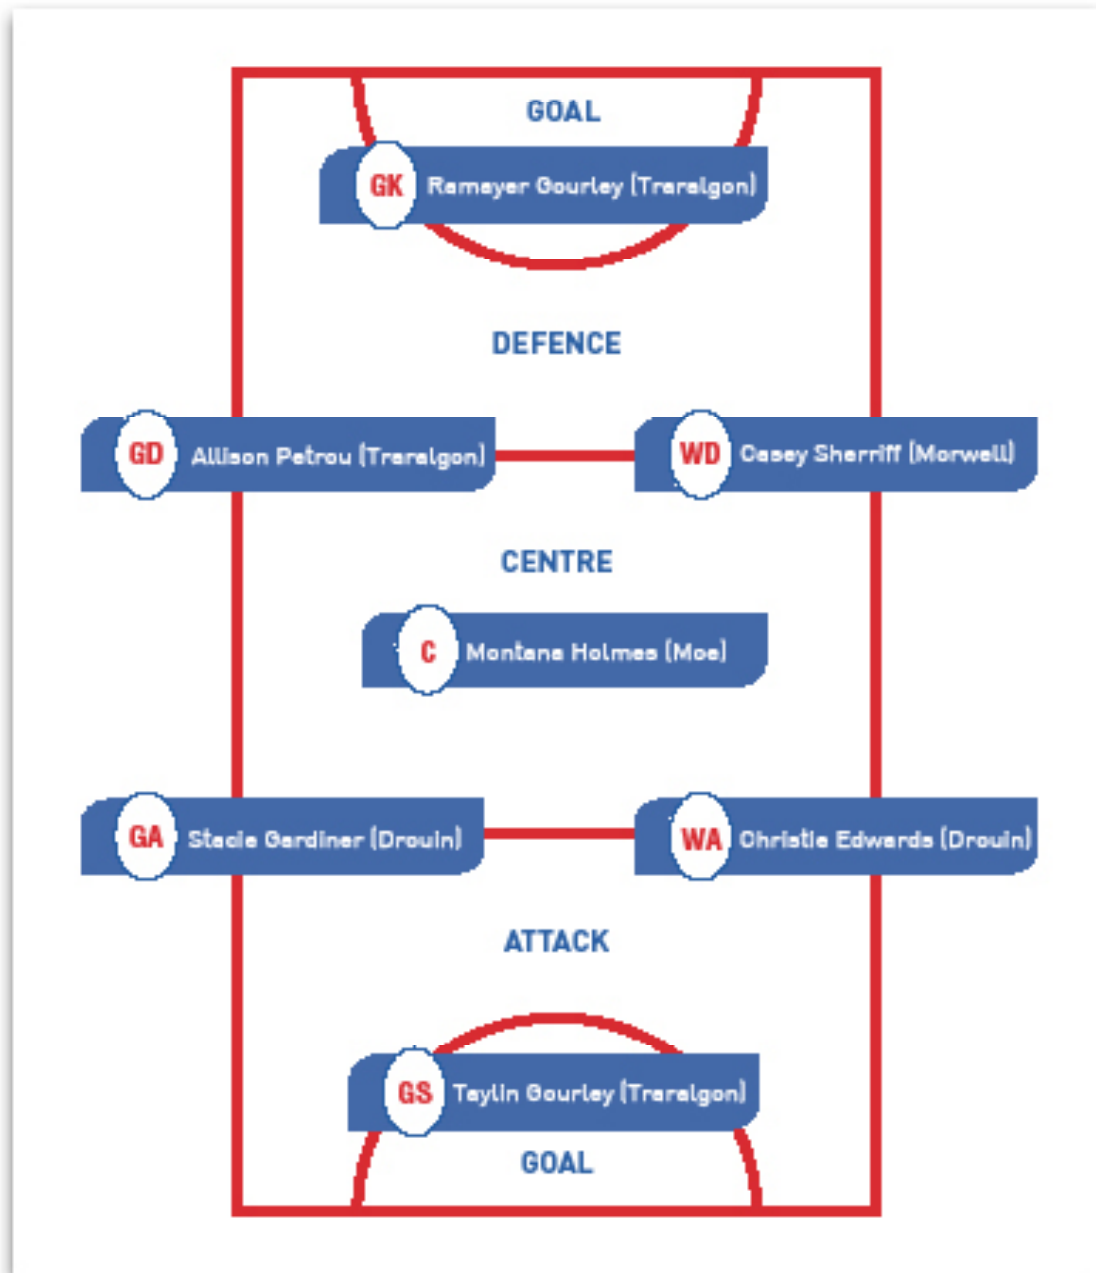 GOAL
GK Ramayer Gourley (Traralgon)
DEFENCE
GD Allison Petrou (Traralgon)
WD Casey Sherriff (Morwell)
CENTRE
C Montana Holmes (Moe)
GA Stacie Gardiner (Drouin)
WA Christie Edwards (Drouin)
ATTACK
GS Taylin Gourley (Traralgon)
GOAL